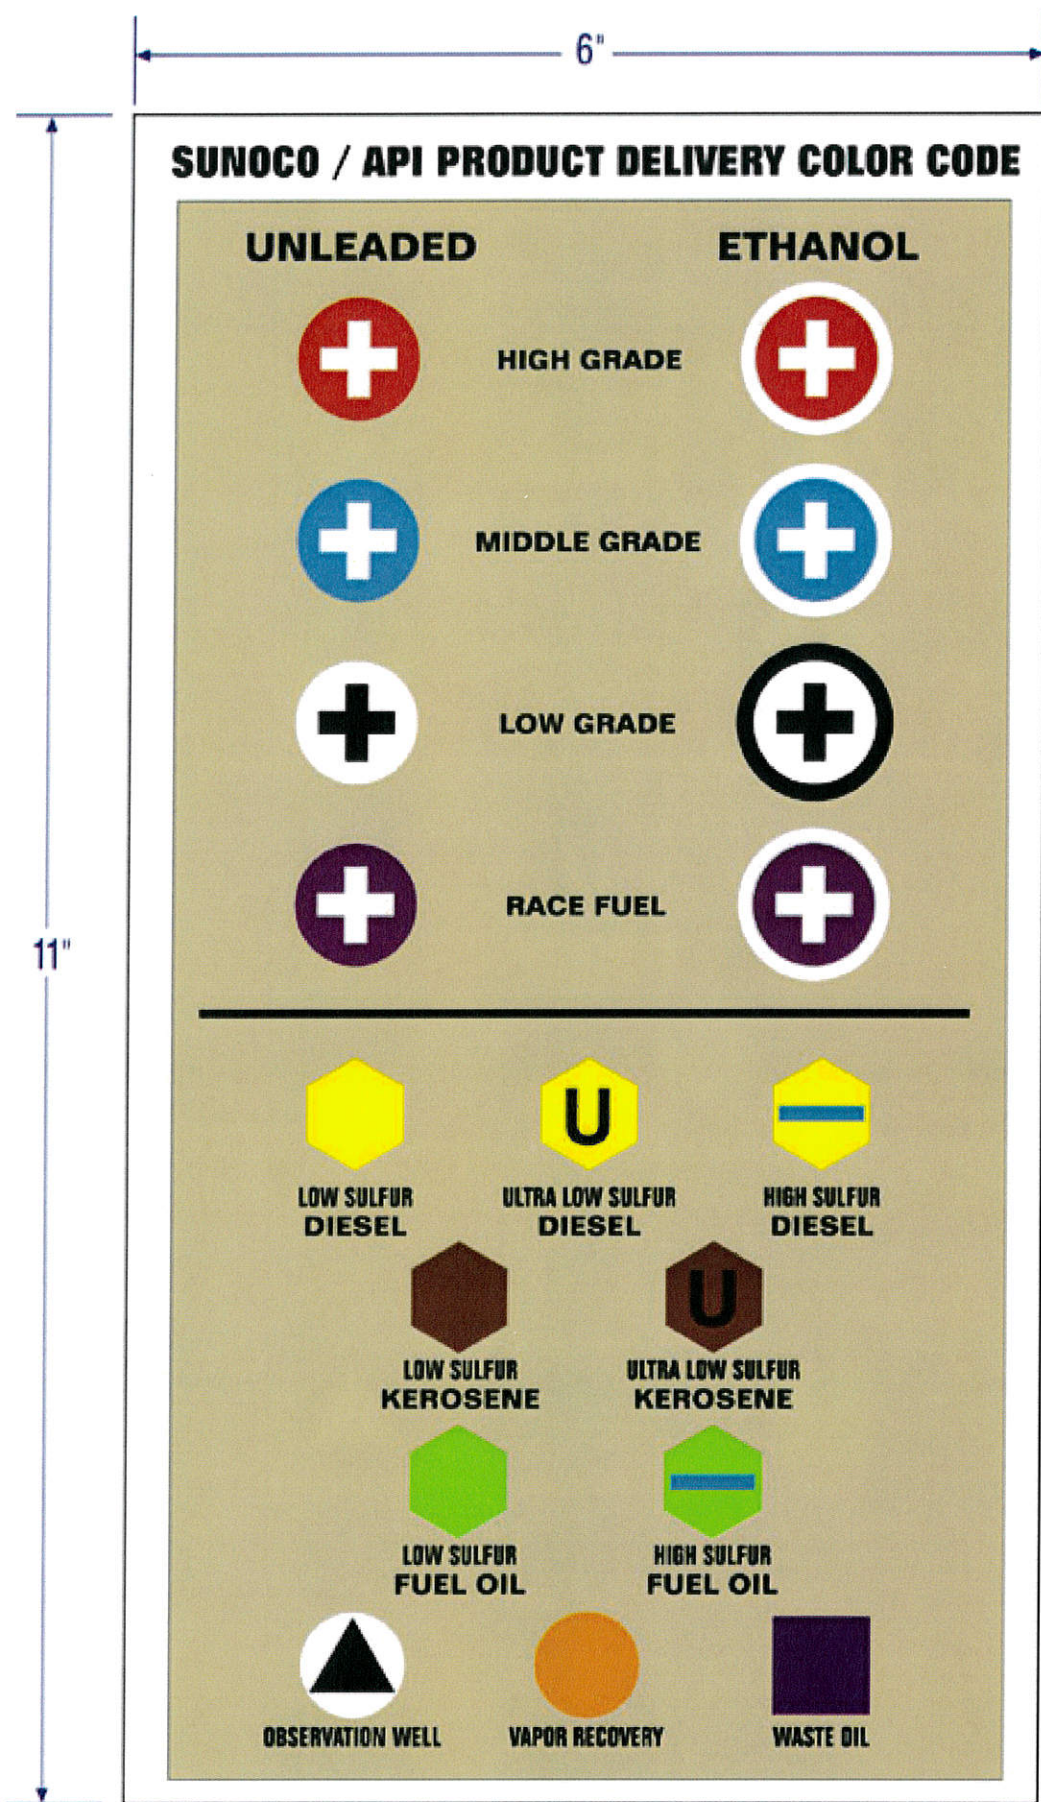 6"
11"
SUNOCO / API PRODUCT DELIVERY COLOR CODE
UNLEADED ETHANOL
HIGH GRADE
MIDDLE GRADE
LOW GRADE
RACE FUEL
U
LOW SULFUR ULTRA LOW SULFUR HIGH SULFUR
DIESEL DIESEL DIESEL
U
LOW SULFUR ULTRA LOW SULFUR
KEROSENE KEROSENE
LOW SULFUR HIGH SULFUR
FUEL OIL FUEL OIL
OBSERVATION WELL VAPOR RECOVERY WASTE OIL